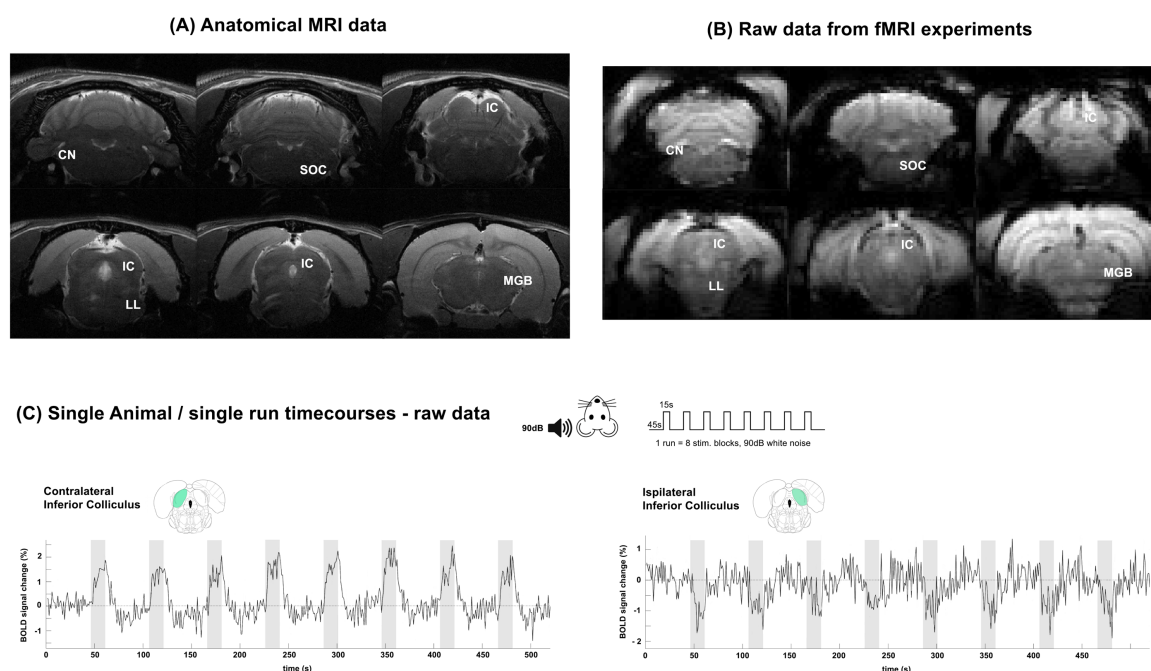 (A) Anatomical MRI data
(B) Raw data from fMRI experiments
CN
SOC
IC
IC
LL
IC
MGB
CN
SOC
IC
IC
LL
IC
MGB
(C) Single Animal / single run timecourses - raw data
90dB
15s
45s
1 run = 8 stim. blocks, 90dB white noise
Contralateral
Inferior Colliculus
BOLD signal change (%)
2
1
0
-1
0 50 100 150 200 250 300 350 400 450 500
time (s)
Ispilateral
Inferior Colliculus
BOLD signal change (%)
1
0
-1
- 2
0 50 100 150 200 250 300 350 400 450
time (s)